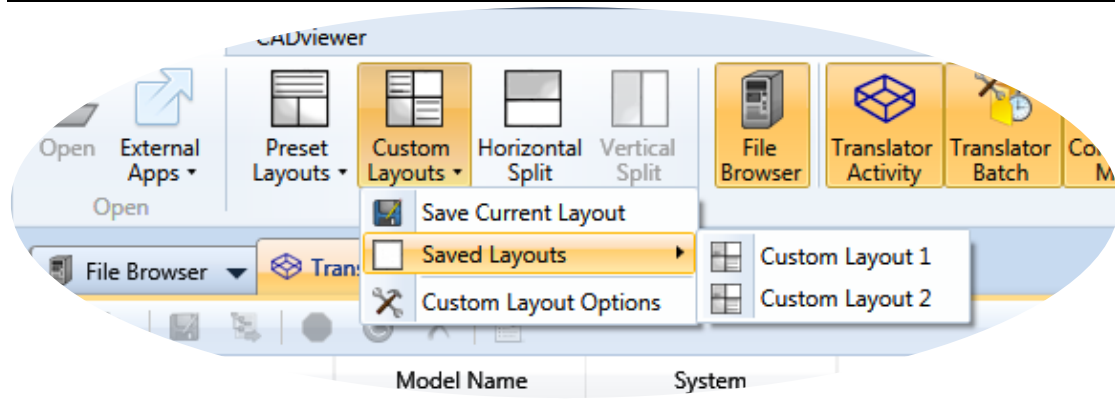 CADviewer
Open
External
Apps
Preset
Layouts
Custom
Layouts
Horizontal
Split
Vertical
Split
File
Browser
Translator
Activity
Translator
Batch
Open
Save Current Layout
Saved Layouts
Custom Layout Options
Custom Layout 1
Custom Layout 2
File Browser
Model Name
System